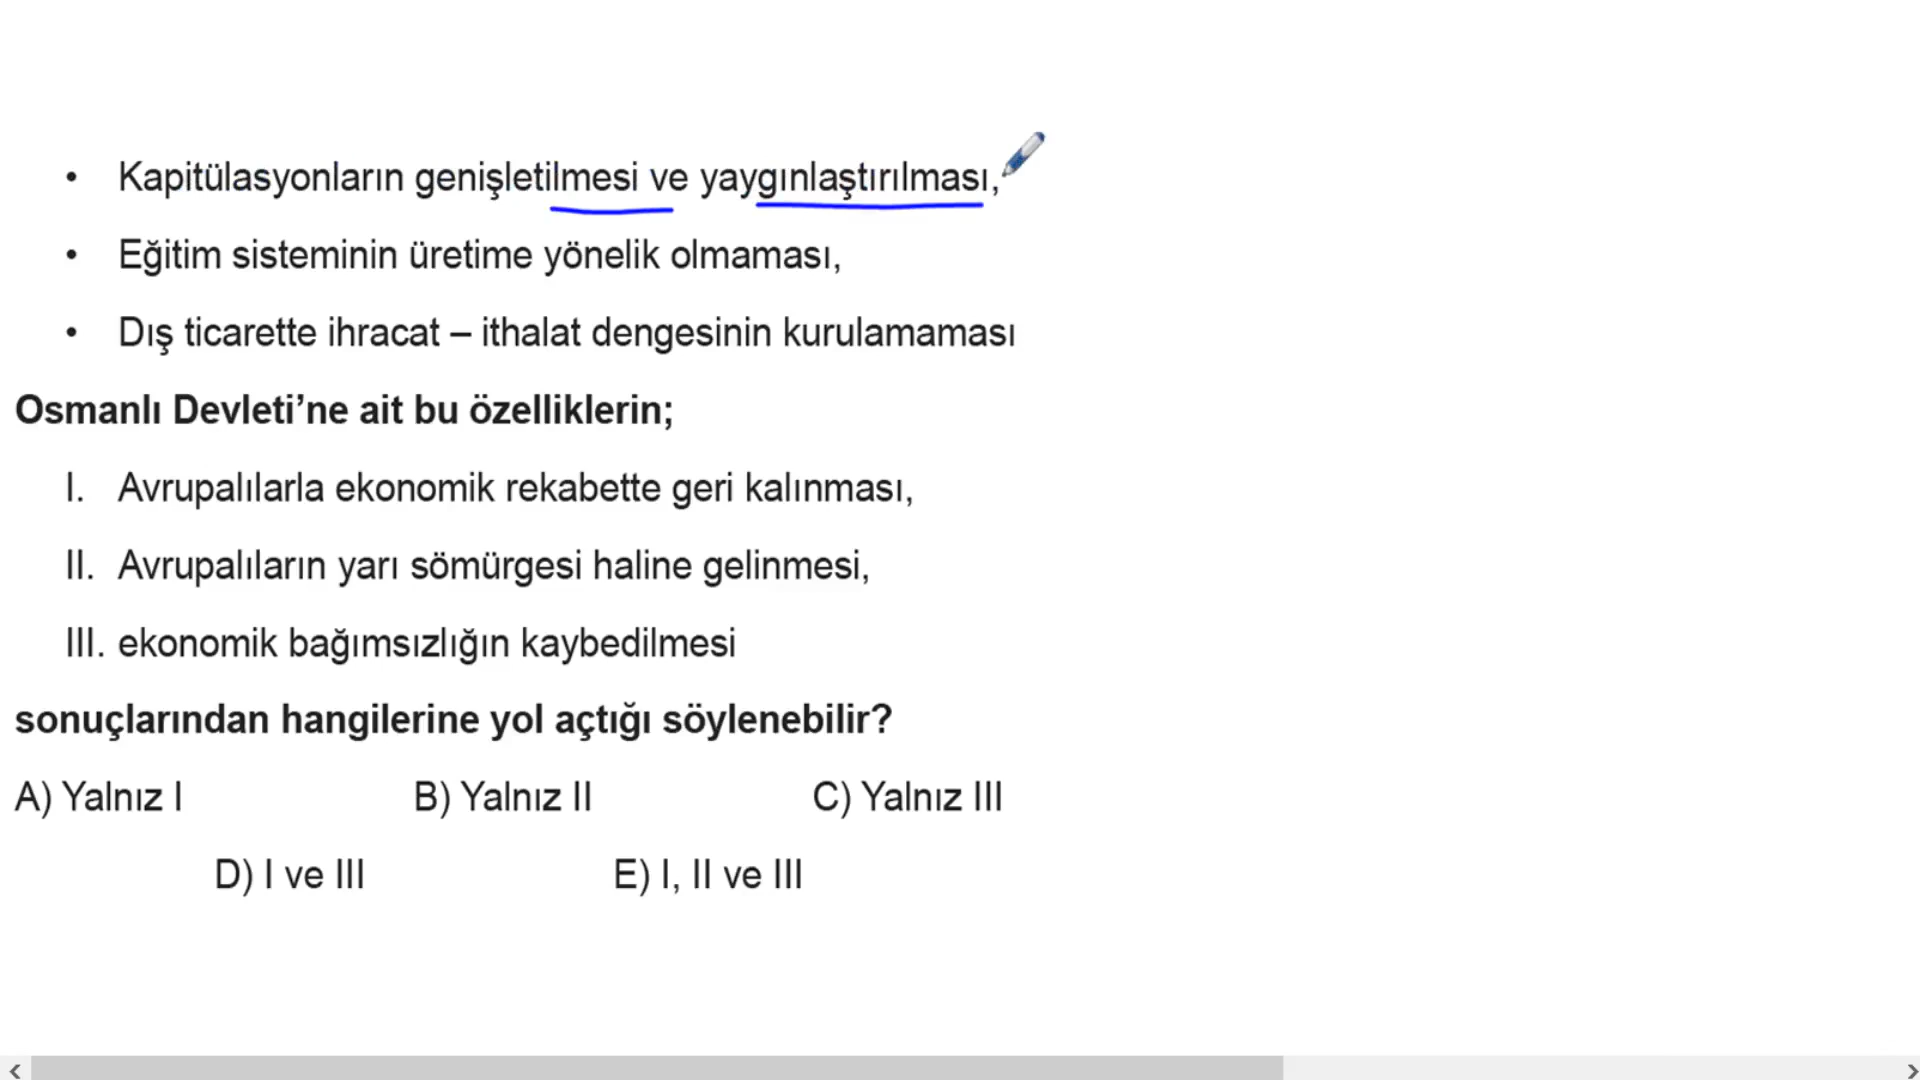 • Kapitülasyonların genişletilmesi ve yaygınlaştırılması,
• Eğitim sisteminin üretime yönelik olmaması,
• Dış ticarette ihracat – ithalat dengesinin kurulamaması
Osmanlı Devleti’ne ait bu özelliklerin;
I. Avrupalılarla ekonomik rekabette geri kalınması,
II. Avrupalıların yarı sömürgesi haline gelinmesi,
III. ekonomik bağımsızlığın kaybedilmesi
sonuçlarından hangilerine yol açtığı söylenebilir?
A) Yalnız I B) Yalnız II C) Yalnız III
D) I ve III E) I, II ve III